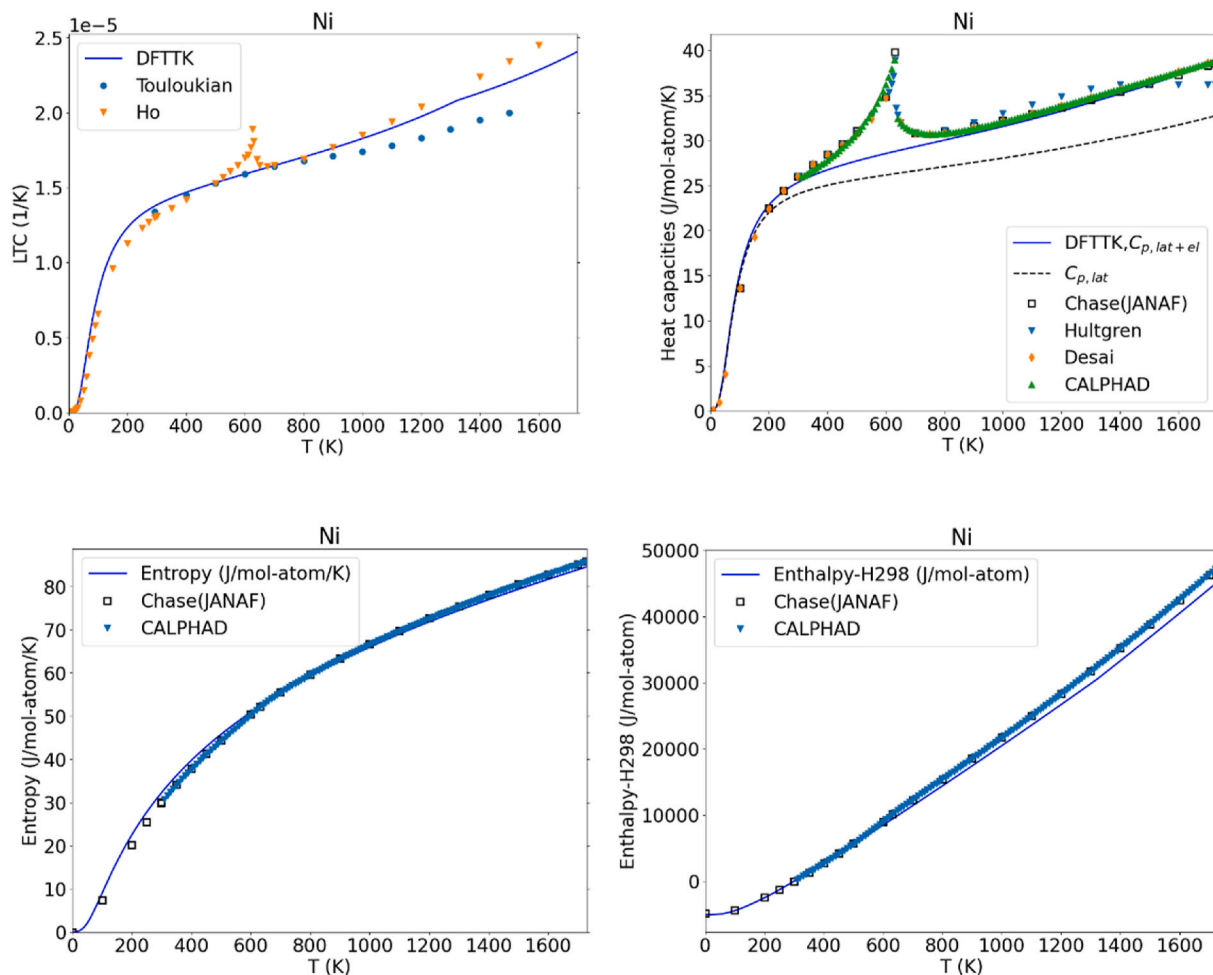 Ni
1e−5
DFTTK
Touloukian
Ho
2.5
2.0
1.5
1.0
0.5
0.0
LTC (1/K)
0 200 400 600 800 1000 1200 1400 1600
T (K)
Ni
40
35
30
25
20
15
10
5
0
Heat capacities (J/mol-atom/K)
DFTTK,C_{p,lat+el}
C_{p,lat}
Chase(JANAF)
Hultgren
Desai
CALPHAD
0 200 400 600 800 1000 1200 1400 1600
T (K)
Ni
Entropy (J/mol-atom/K)
Chase(JANAF)
CALPHAD
80
70
60
50
40
30
20
10
0
Entropy (J/mol-atom/K)
0 200 400 600 800 1000 1200 1400 1600
T (K)
Ni
Enthalpy-H298 (J/mol-atom)
Chase(JANAF)
CALPHAD
50000
40000
30000
20000
10000
0
Enthalpy-H298 (J/mol-atom)
0 200 400 600 800 1000 1200 1400 1600
T (K)